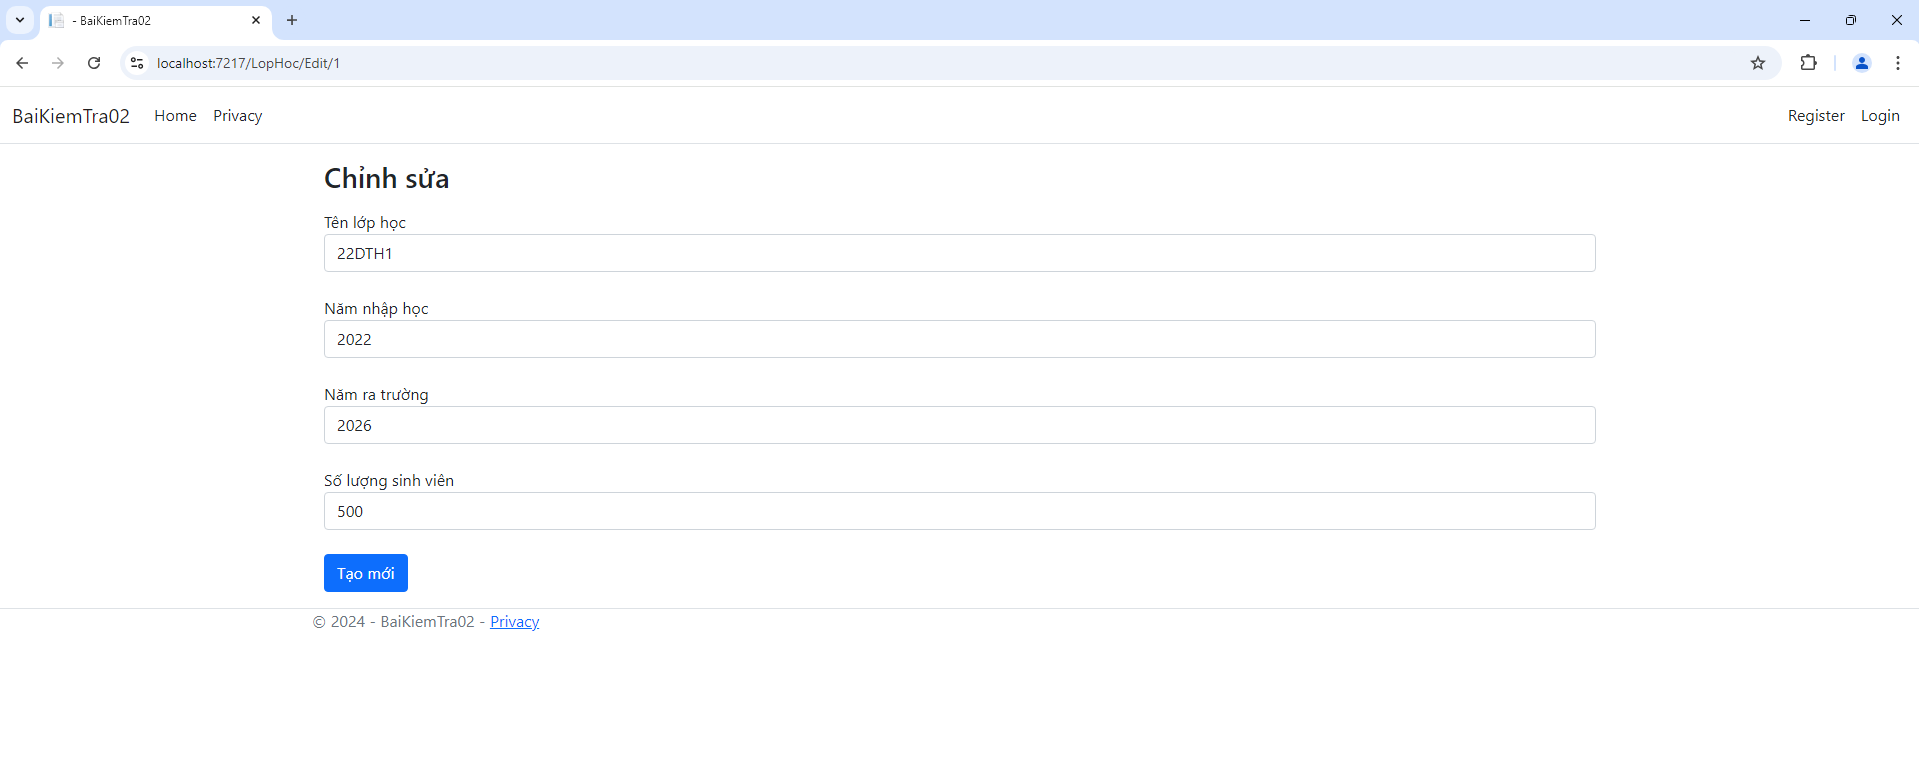 - BaiKiemTra02
localhost:7217/LopHoc/Edit/1
BaiKiemTra02 Home Privacy Register Login
Chỉnh sửa
Tên lớp học
22DTH1
Năm nhập học
2022
Năm ra trường
2026
Số lượng sinh viên
500
Tạo mới
© 2024 - BaiKiemTra02 - Privacy